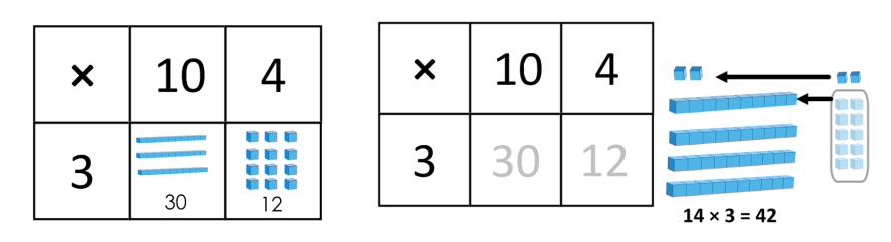 × 10 4
3
30 12
× 10 4
3 30 12
14 × 3 = 42